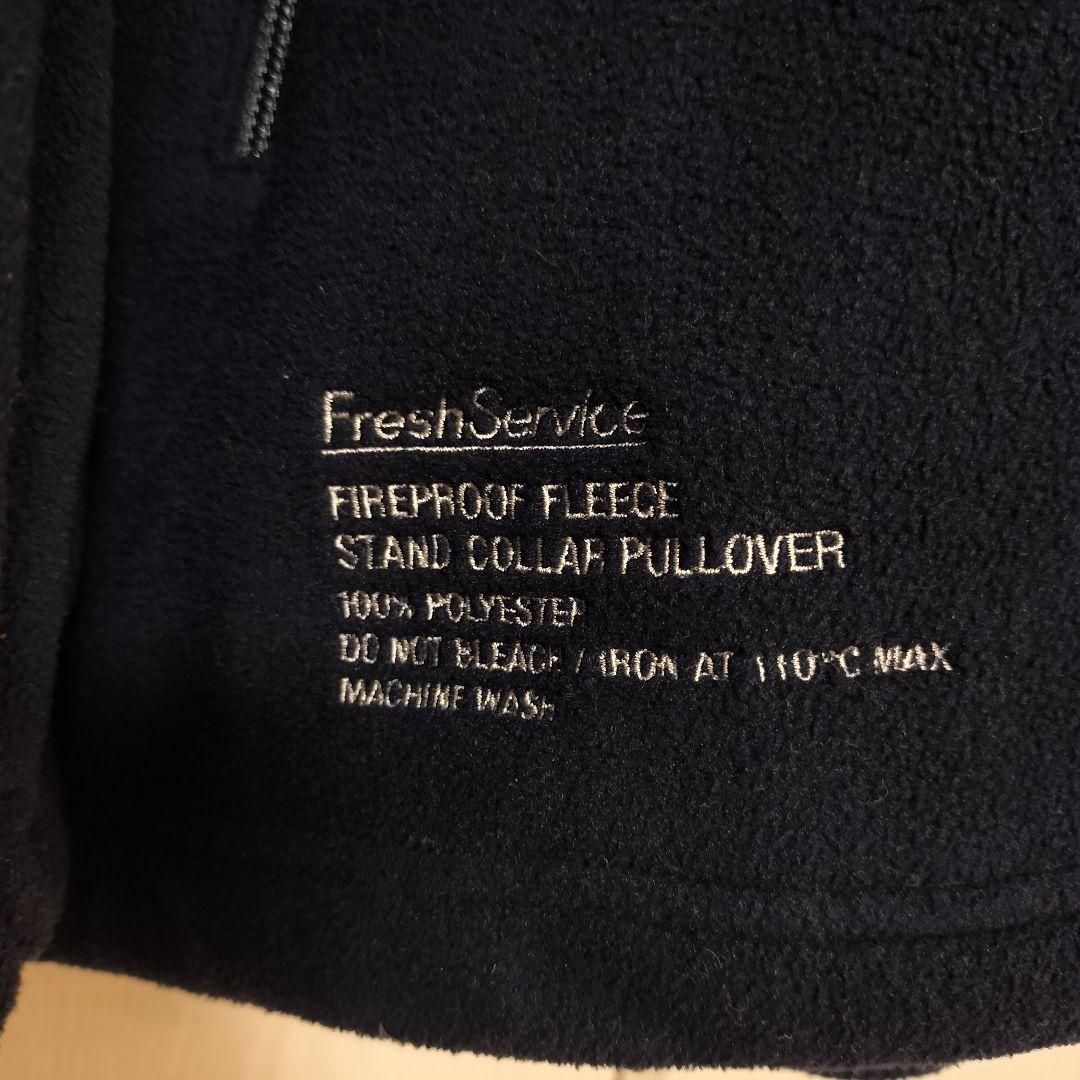 FreshService
FIREPROOF FLEECE
STAND COLLAR PULLOVER
100% POLYESTER
DO NOT BLEACH / IRON AT 110°C MAX
MACHINE WASH